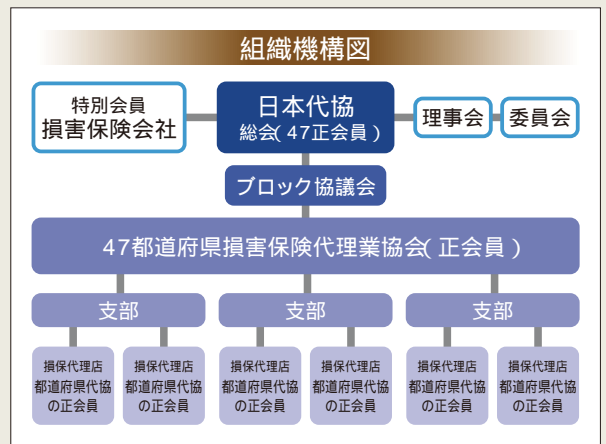 組織機構図
特別会員
損害保険会社
日本代協
総会(47正会員)
理事会
委員会
ブロック協議会
47都道府県損害保険代理業協会(正会員)
支部
支部
支部
損保代理店
都道府県代協
の正会員
損保代理店
都道府県代協
の正会員
損保代理店
都道府県代協
の正会員
損保代理店
都道府県代協
の正会員
損保代理店
都道府県代協
の正会員
損保代理店
都道府県代協
の正会員